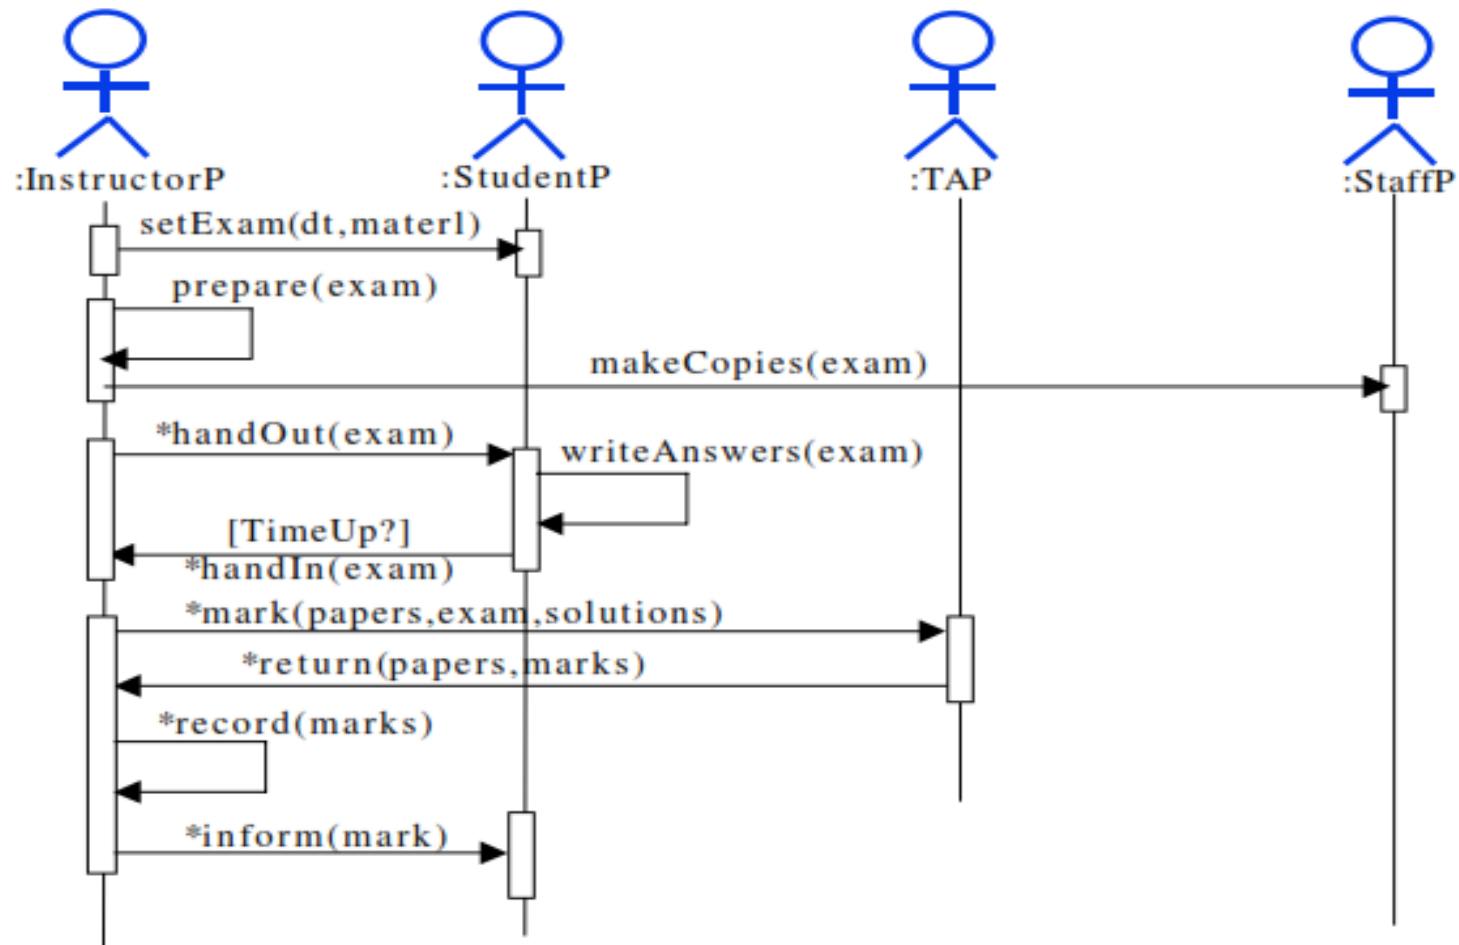 :InstructorP
:StudentP
:TAP
:StaffP
setExam(dt,materl)
prepare(exam)
makeCopies(exam)
*handOut(exam)
writeAnswers(exam)
[TimeUp?]
*handIn(exam)
*mark(papers,exam,solutions)
*return(papers,marks)
*record(marks)
*inform(mark)